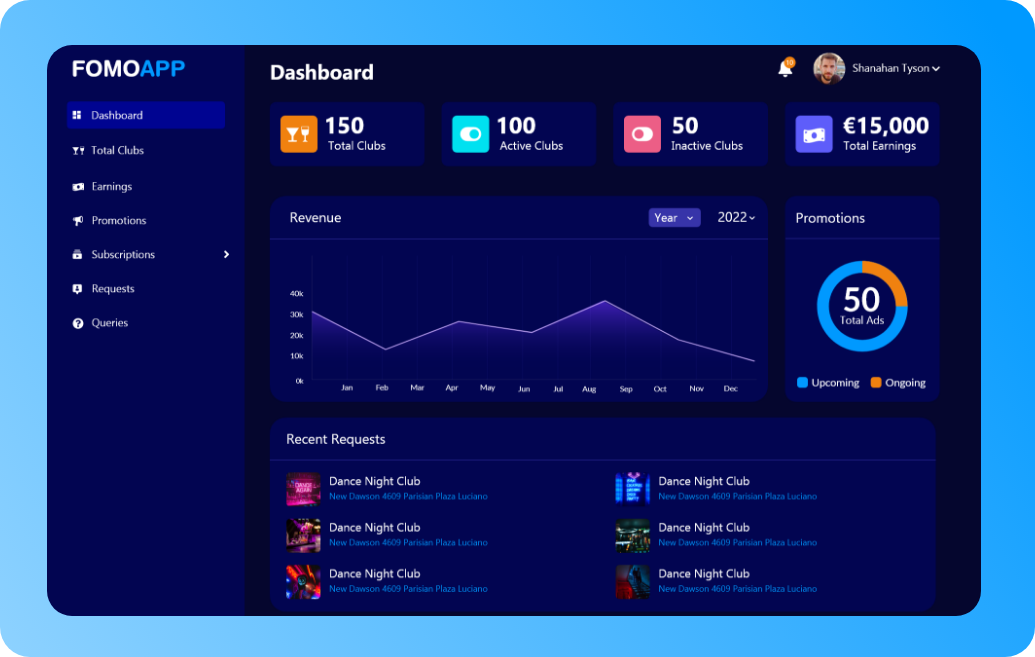 FOMOAPP
Dashboard
Total Clubs
Earnings
Promotions
Subscriptions
Requests
Queries
Dashboard
10
Shanahan Tyson
150
Total Clubs
100
Active Clubs
50
Inactive Clubs
€15,000
Total Earnings
Revenue
Year
2022
40k
30k
20k
10k
0k
Jan Feb Mar Apr May Jun Jul Aug Sep Oct Nov Dec
Promotions
50
Total Ads
Upcoming Ongoing
Recent Requests
Dance Night Club
New Dawson 4609 Parisian Plaza Luciano
Dance Night Club
New Dawson 4609 Parisian Plaza Luciano
Dance Night Club
New Dawson 4609 Parisian Plaza Luciano
Dance Night Club
New Dawson 4609 Parisian Plaza Luciano
Dance Night Club
New Dawson 4609 Parisian Plaza Luciano
Dance Night Club
New Dawson 4609 Parisian Plaza Luciano